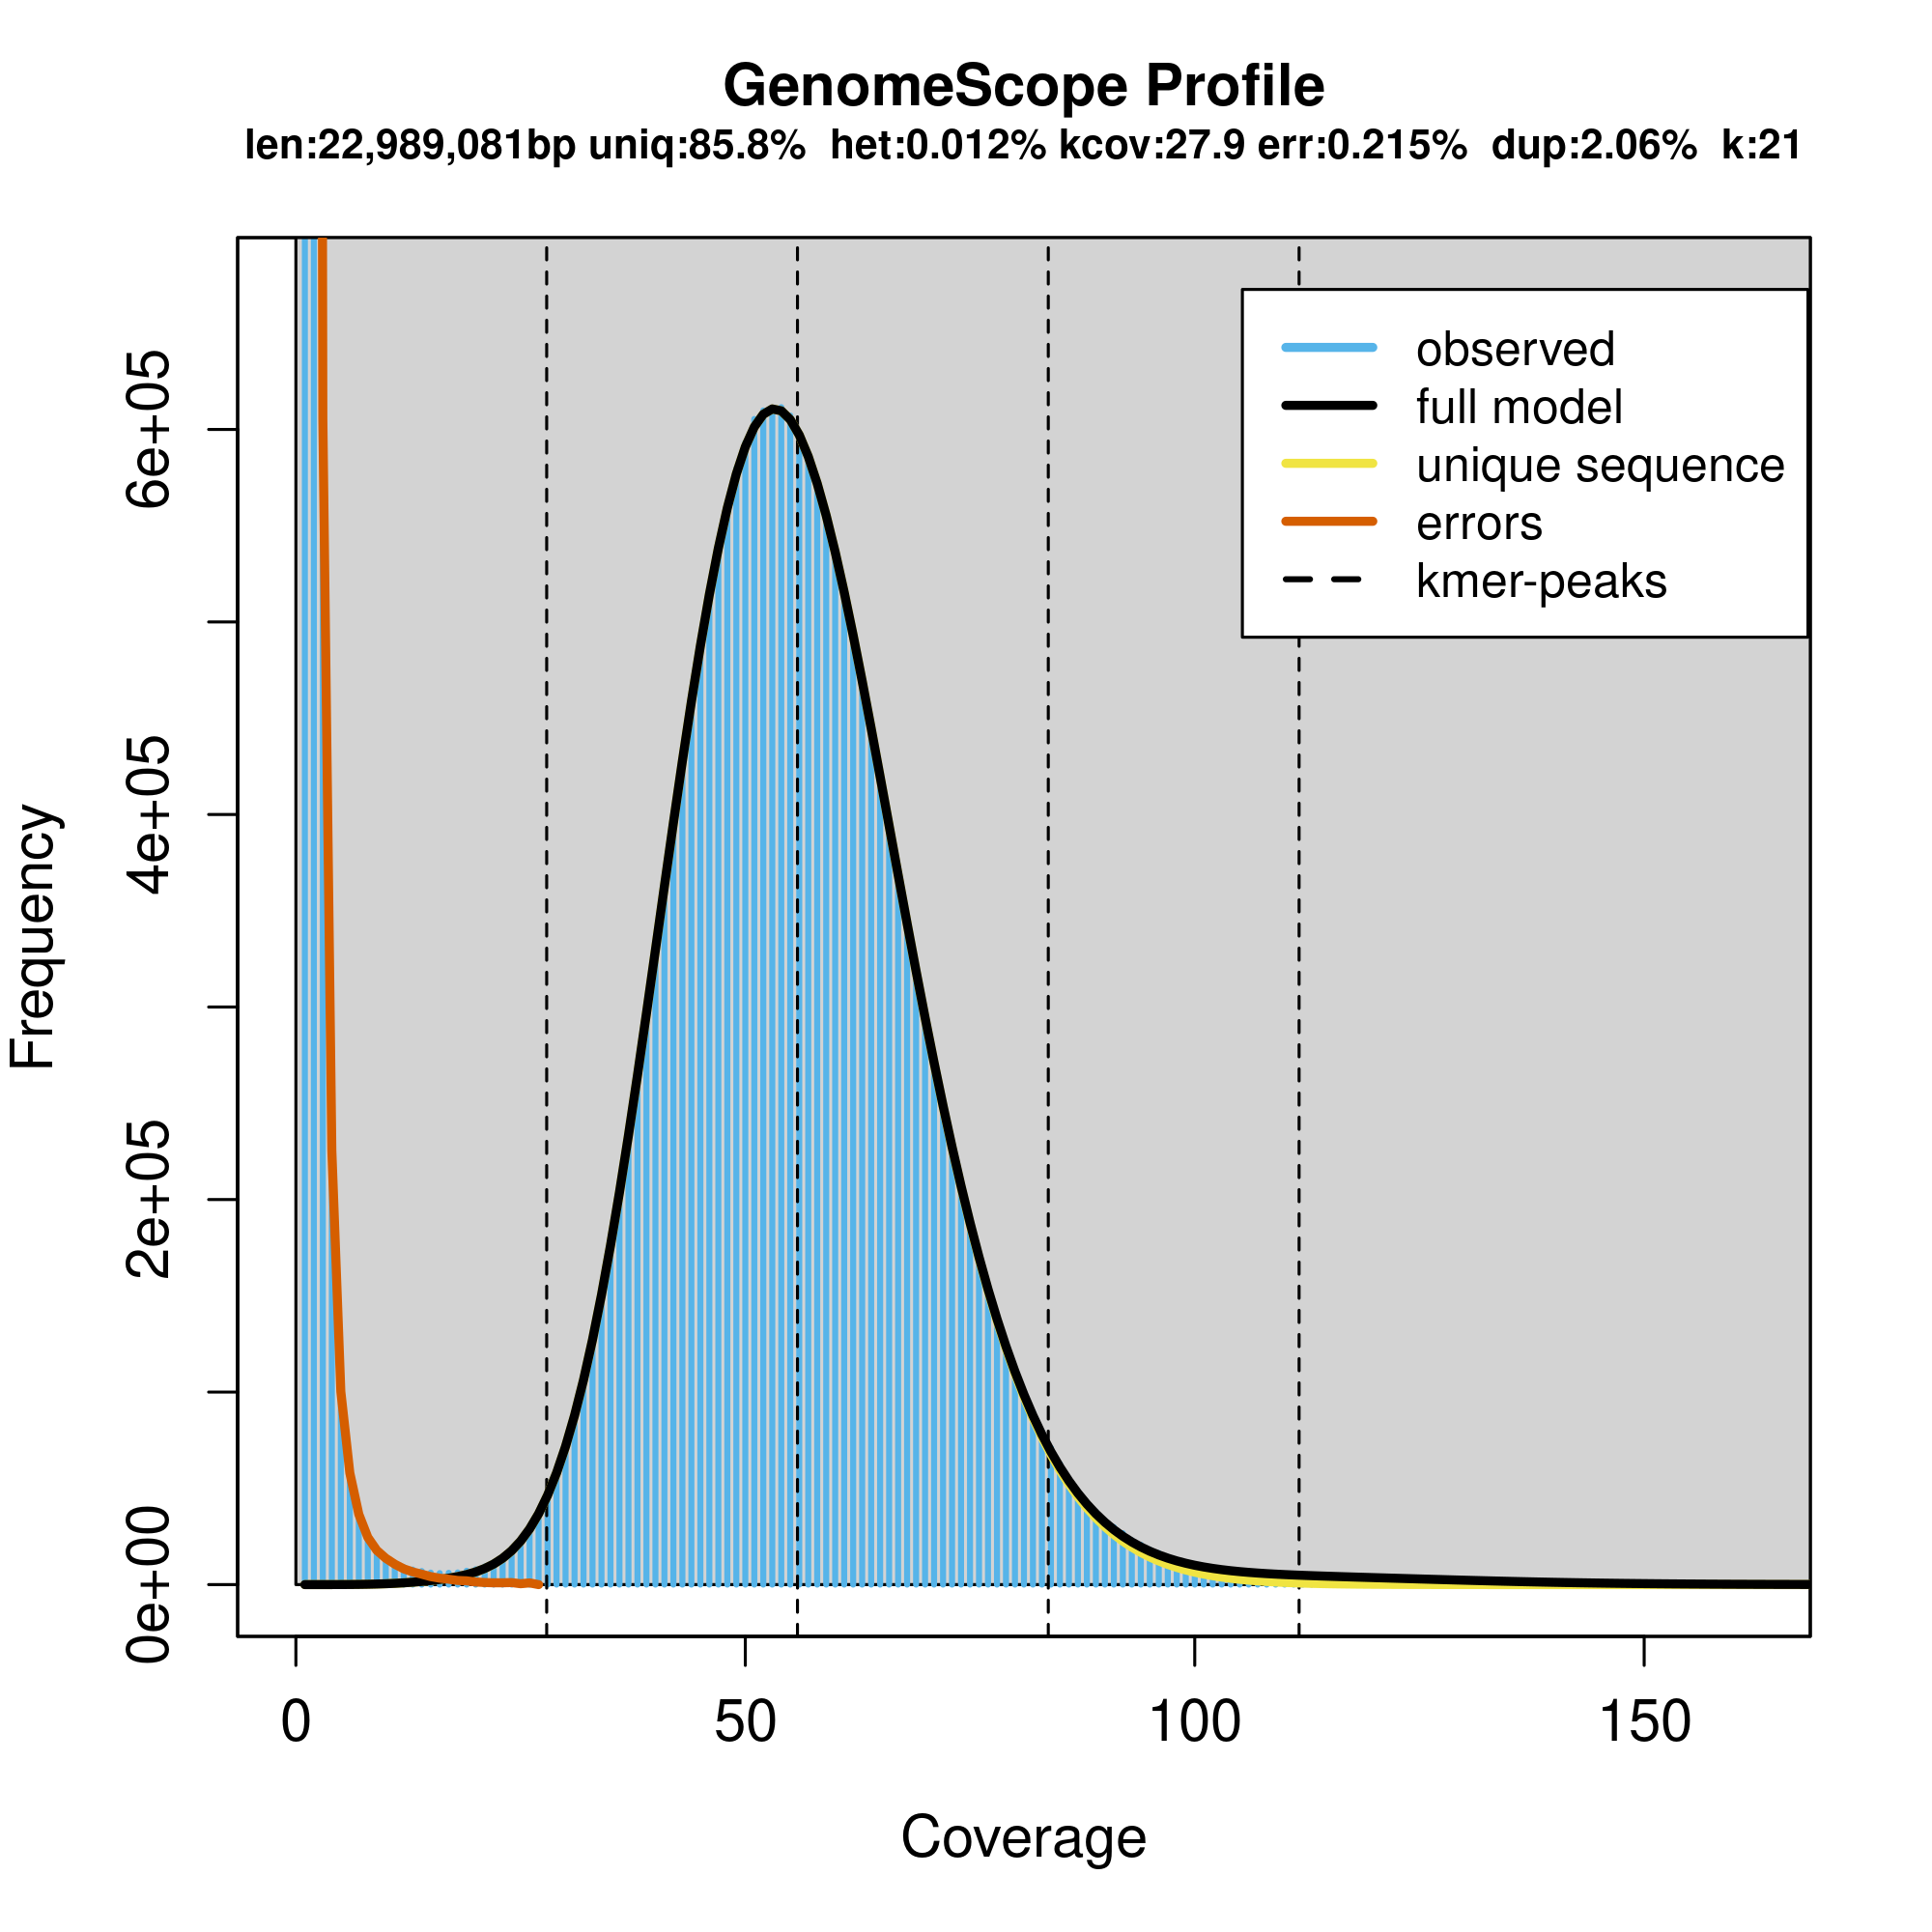 GenomeScope Profile
len:22,989,081bp uniq:85.8% het:0.012% kcov:27.9 err:0.215% dup:2.06% k:21
observed
full model
unique sequence
errors
kmer-peaks
Frequency
6e+05
4e+05
2e+05
0e+00
0 50 100 150
Coverage